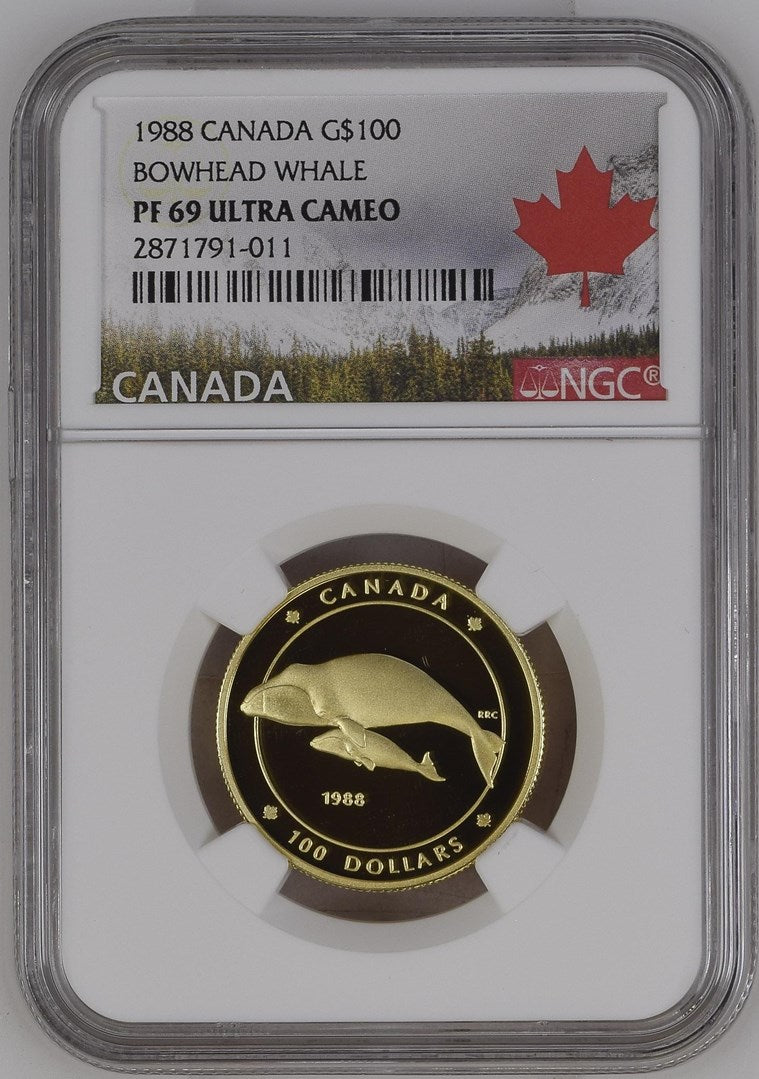 1988 CANADA G$100
BOWHEAD WHALE
PF 69 ULTRA CAMEO
2871791-011
CANADA
NGC®
CANADA
RRC
1988
100 DOLLARS